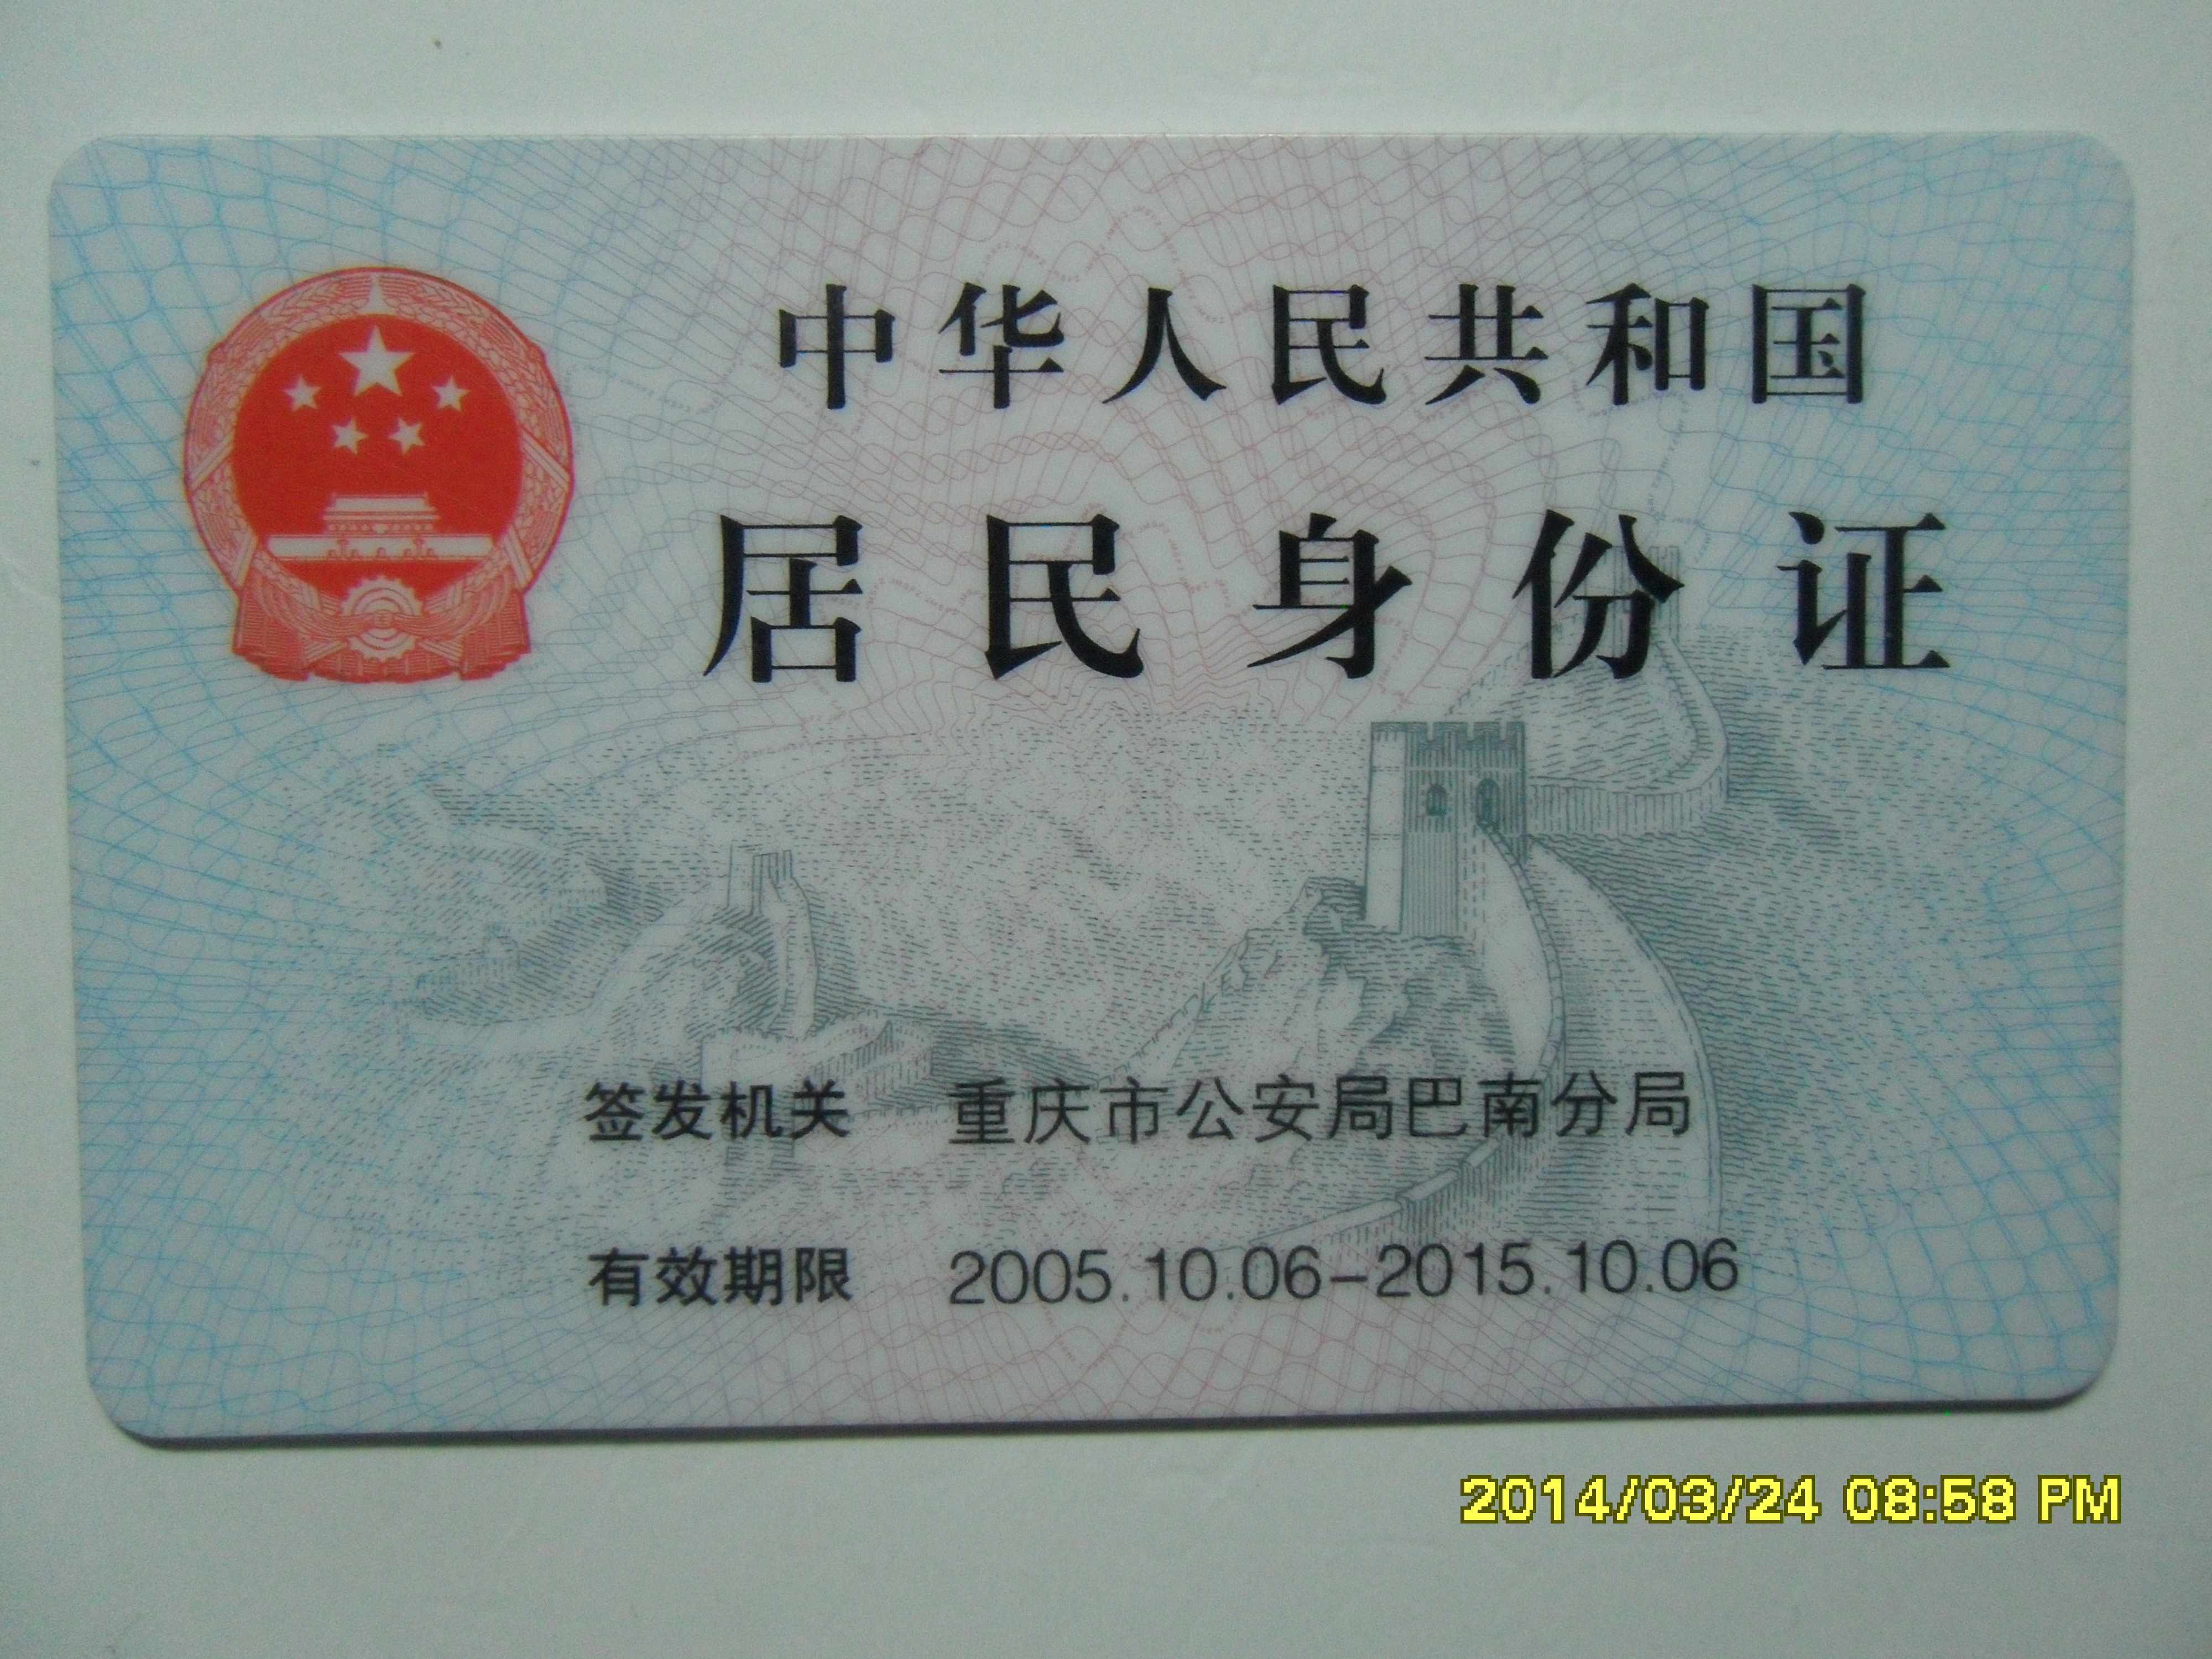 中华人民共和国
居民身份证
签发机关 重庆市公安局巴南分局
有效期限 2005.10.06-2015.10.06
2014/03/24 08:58 PM